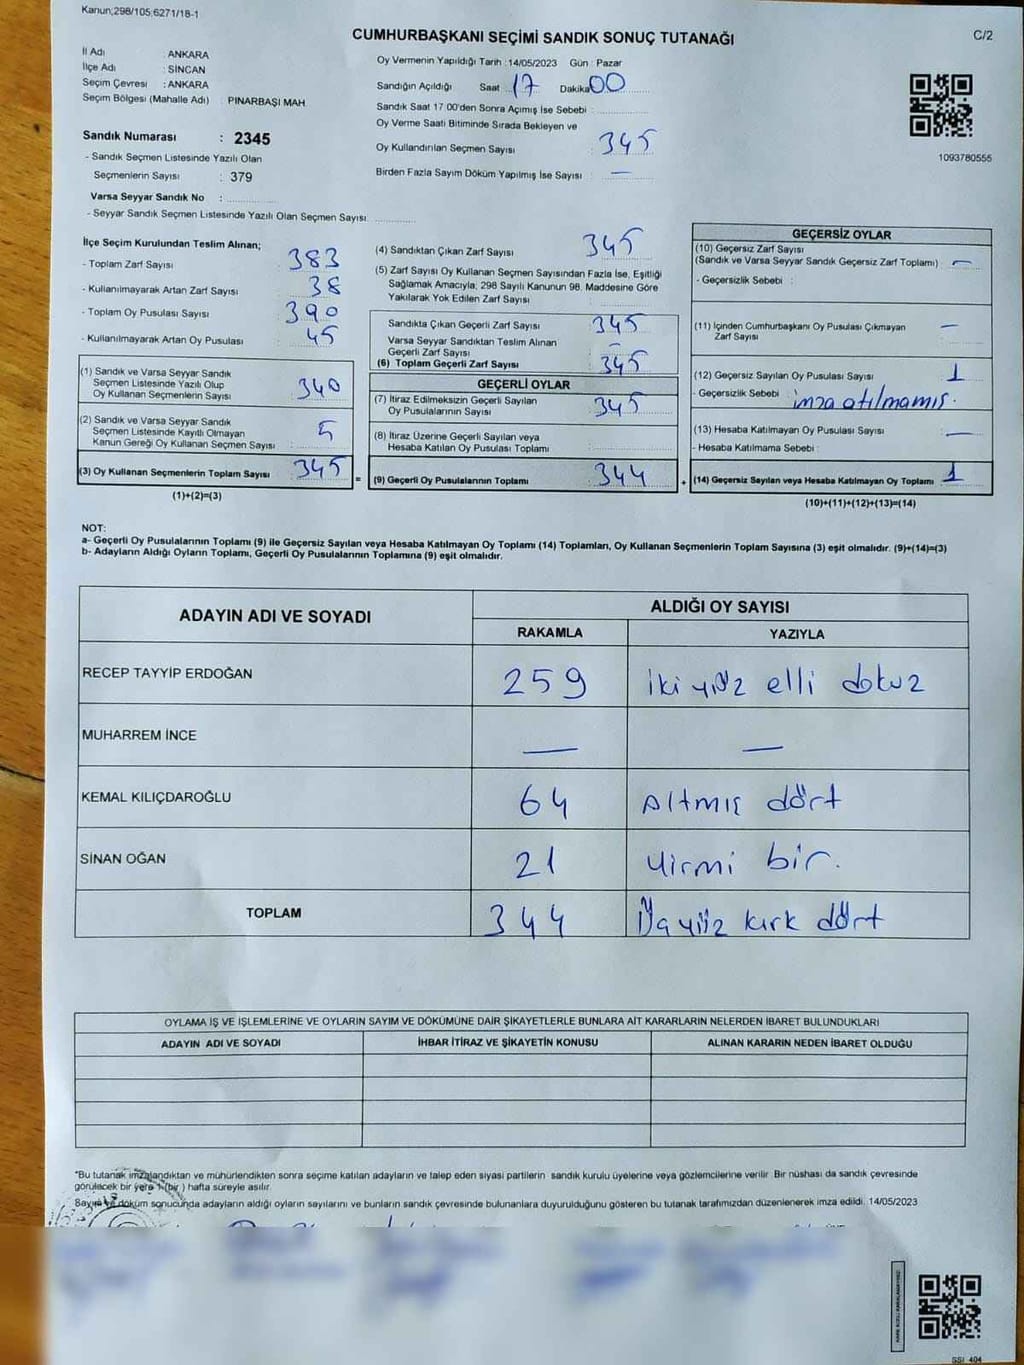 Kanun;298/105;6271/18-1
CUMHURBAŞKANI SEÇİMİ SANDIK SONUÇ TUTANAĞI
C/2
İl Adı : ANKARA
İlçe Adı : SİNCAN
Seçim Çevresi : ANKARA
Seçim Bölgesi (Mahalle Adı) : PINARBAŞI MAH
Oy Vermenin Yapıldığı Tarih :14/05/2023 Gün : Pazar
Sandığın Açıldığı Saat 17 Dakika 00
Sandık Saat 17:00'den Sonra Açımış İse Sebebi :
Oy Verme Saati Bitiminde Sırada Bekleyen ve
Oy Kullandırılan Seçmen Sayısı : 345
Birden Fazla Sayım Döküm Yapılmış İse Sayısı : —
1093780555
Sandık Numarası : 2345
- Sandık Seçmen Listesinde Yazılı Olan
Seçmenlerin Sayısı : 379
Varsa Seyyar Sandık No :
- Seyyar Sandık Seçmen Listesinde Yazılı Olan Seçmen Sayısı
İlçe Seçim Kurulundan Teslim Alınan;
- Toplam Zarf Sayısı : 383
- Kullanılmayarak Artan Zarf Sayısı : 38
- Toplam Oy Pusulası Sayısı : 390
- Kullanılmayarak Artan Oy Pusulası : 45
(1) Sandık ve Varsa Seyyar Sandık
Seçmen Listesinde Yazılı Olup
Oy Kullanan Seçmenlerin Sayısı : 340
(2) Sandık ve Varsa Seyyar Sandık
Seçmen Listesinde Kayıtlı Olmayan
Kanun Gereği Oy Kullanan Seçmen Sayısı : 5
(3) Oy Kullanan Seçmenlerin Toplam Sayısı : 345
(1)+(2)=(3)
(4) Sandıktan Çıkan Zarf Sayısı : 345
(5) Zarf Sayısı Oy Kullanan Seçmen Sayısından Fazla İse, Eşitliği
Sağlamak Amacıyla, 298 Sayılı Kanunun 98. Maddesine Göre
Yakılarak Yok Edilen Zarf Sayısı :
Sandıkta Çıkan Geçerli Zarf Sayısı : 345
Varsa Seyyar Sandıktan Teslim Alınan
Geçerli Zarf Sayısı : —
(6) Toplam Geçerli Zarf Sayısı : 345
GEÇERLİ OYLAR
(7) İtiraz Edilmeksizin Geçerli Sayılan
Oy Pusulalarının Sayısı : 345
(8) İtiraz Üzerine Geçerli Sayılan veya
Hesaba Katılan Oy Pusulası Toplamı :
= (9) Geçerli Oy Pusulalarının Toplamı : 344
GEÇERSİZ OYLAR
(10) Geçersiz Zarf Sayısı
(Sandık ve Varsa Seyyar Sandık Geçersiz Zarf Toplamı) : —
- Geçersizlik Sebebi :
(11) İçinden Cumhurbaşkanı Oy Pusulası Çıkmayan
Zarf Sayısı : —
(12) Geçersiz Sayılan Oy Pusulası Sayısı : 1
- Geçersizlik Sebebi : imza atılmamış.
(13) Hesaba Katılmayan Oy Pusulası Sayısı : —
- Hesaba Katılmama Sebebi :
+ (14) Geçersiz Sayılan veya Hesaba Katılmayan Oy Toplamı : 1
(10)+(11)+(12)+(13)=(14)
NOT:
a- Geçerli Oy Pusulalarının Toplamı (9) ile Geçersiz Sayılan veya Hesaba Katılmayan Oy Toplamı (14) Toplamları, Oy Kullanan Seçmenlerin Toplam Sayısına (3) eşit olmalıdır. (9)+(14)=(3)
b- Adayların Aldığı Oyların Toplamı, Geçerli Oy Pusulalarının Toplamına (9) eşit olmalıdır.
ADAYIN ADI VE SOYADI
ALDIĞI OY SAYISI
RAKAMLA YAZIYLA
RECEP TAYYİP ERDOĞAN 259 iki yüz elli dokuz
MUHARREM İNCE — —
KEMAL KILIÇDAROĞLU 64 Altmış dört
SİNAN OĞAN 21 Yirmi bir.
TOPLAM 344 Üçyüz kırk dört
OYLAMA İŞ VE İŞLEMLERİNE VE OYLARIN SAYIM VE DÖKÜMÜNE DAİR ŞİKAYETLERLE BUNLARA AİT KARARLARIN NELERDEN İBARET BULUNDUKLARI
ADAYIN ADI VE SOYADI İHBAR İTİRAZ VE ŞİKAYETİN KONUSU ALINAN KARARIN NEDEN İBARET OLDUĞU
*Bu tutanak imzalandıktan ve mühürlendikten sonra seçime katılan adayların ve talep eden siyasi partilerin sandık kurulu üyelerine veya gözlemcilerine verilir. Bir nüshası da sandık çevresinde
görülecek bir yere 1 (bir ) hafta süreyle asılır.
Sayım ve döküm sonucunda adayların aldığı oyların sayılarını ve bunların sandık çevresinde bulunanlara duyurulduğunu gösteren bu tutanak tarafımızdan düzenlenerek imza edildi. 14/05/2023
SSİ_404